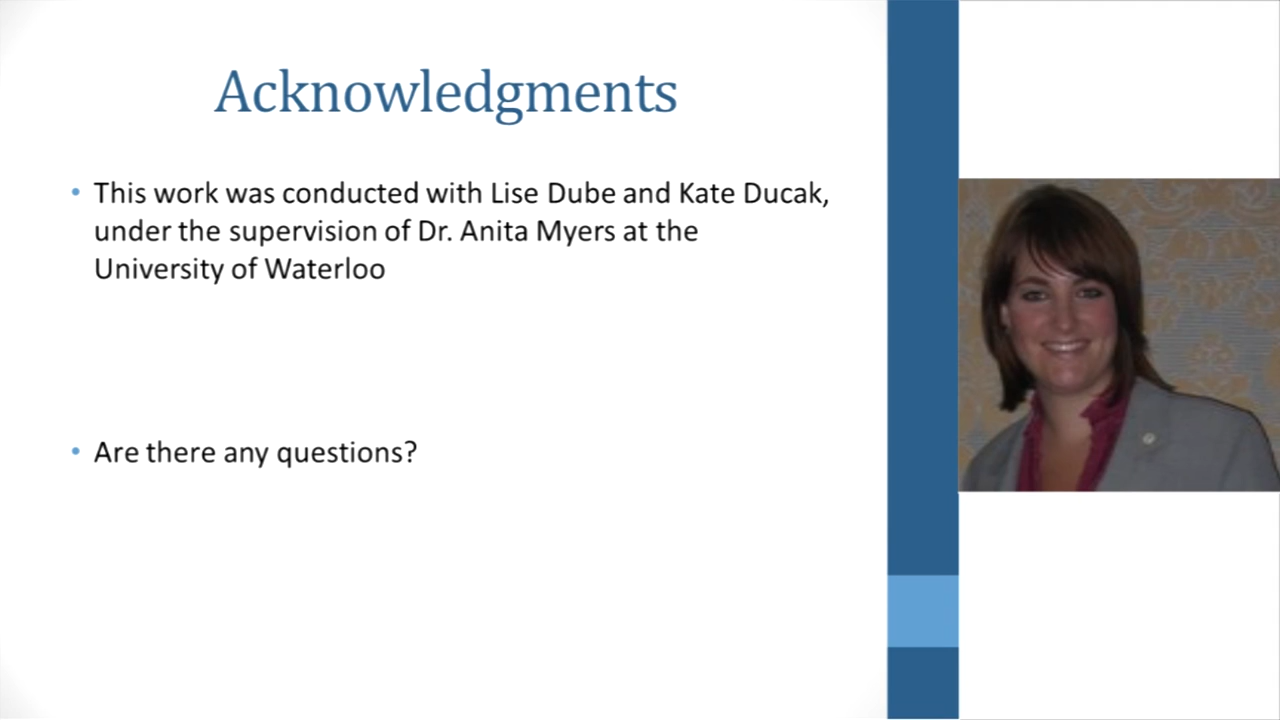 Acknowledgments
• This work was conducted with Lise Dube and Kate Ducak,
under the supervision of Dr. Anita Myers at the
University of Waterloo
• Are there any questions?